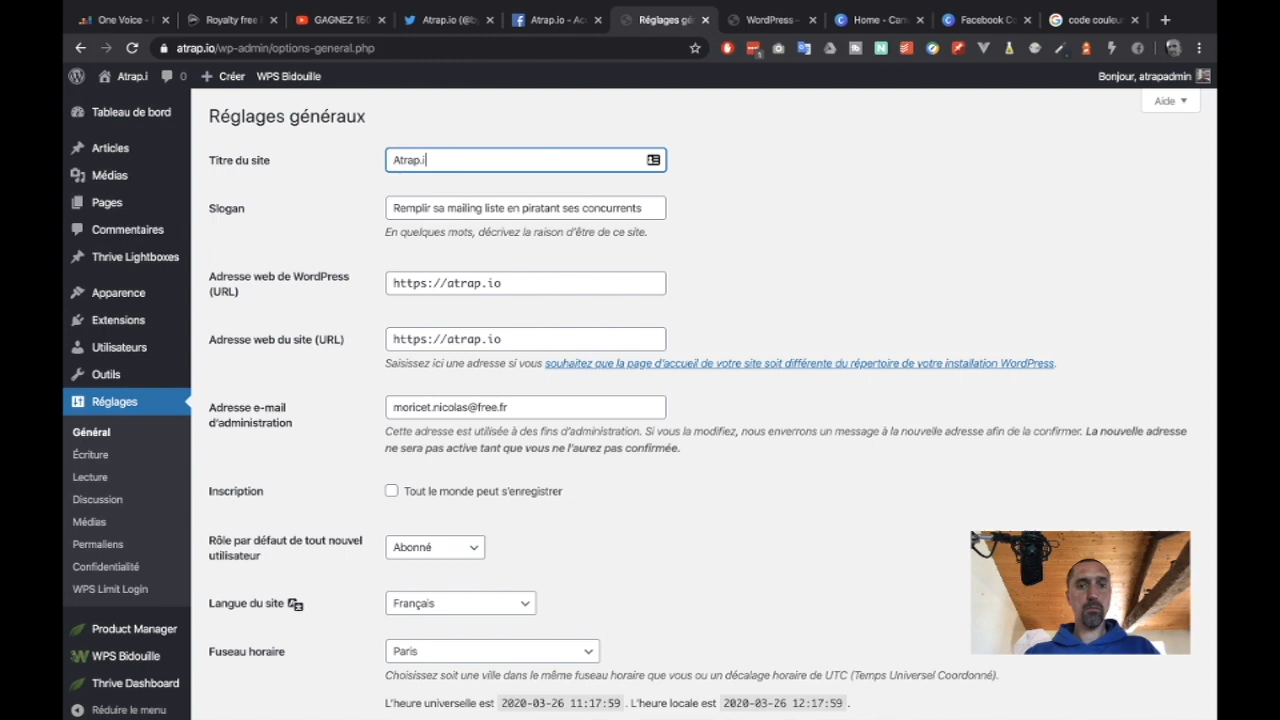 One Voice - I
Royalty free
GAGNEZ 16
Atrap.io (@b
Atrap.io - Ac
Réglages gé
WordPress –
Home - Can
Facebook Co
code couleu
atrap.io/wp-admin/options-general.php
Atrap.i
0
Créer
WPS Bidouille
Bonjour, atrapadmin
Tableau de bord
Articles
Médias
Pages
Commentaires
Thrive Lightboxes
Apparence
Extensions
Utilisateurs
Outils
Réglages
Général
Écriture
Lecture
Discussion
Médias
Permaliens
Confidentialité
WPS Limit Login
Product Manager
WPS Bidouille
Thrive Dashboard
Réduire le menu
Aide
Réglages généraux
Titre du site
Atrap.i
Slogan
Remplir sa mailing liste en piratant ses concurrents
En quelques mots, décrivez la raison d'être de ce site.
Adresse web de WordPress
(URL)
https://atrap.io
Adresse web du site (URL)
https://atrap.io
Saisissez ici une adresse si vous souhaitez que la page d'accueil de votre site soit différente du répertoire de votre installation WordPress.
Adresse e-mail
d'administration
moricet.nicolas@free.fr
Cette adresse est utilisée à des fins d'administration. Si vous la modifiez, nous enverrons un message à la nouvelle adresse afin de la confirmer. La nouvelle adresse
ne sera pas active tant que vous ne l'aurez pas confirmée.
Inscription
Tout le monde peut s'enregistrer
Rôle par défaut de tout nouvel
utilisateur
Abonné
Langue du site
Français
Fuseau horaire
Paris
Choisissez soit une ville dans le même fuseau horaire que vous ou un décalage horaire de UTC (Temps Universel Coordonné).
L'heure universelle est 2020-03-26 11:17:59 . L'heure locale est 2020-03-26 12:17:59 .